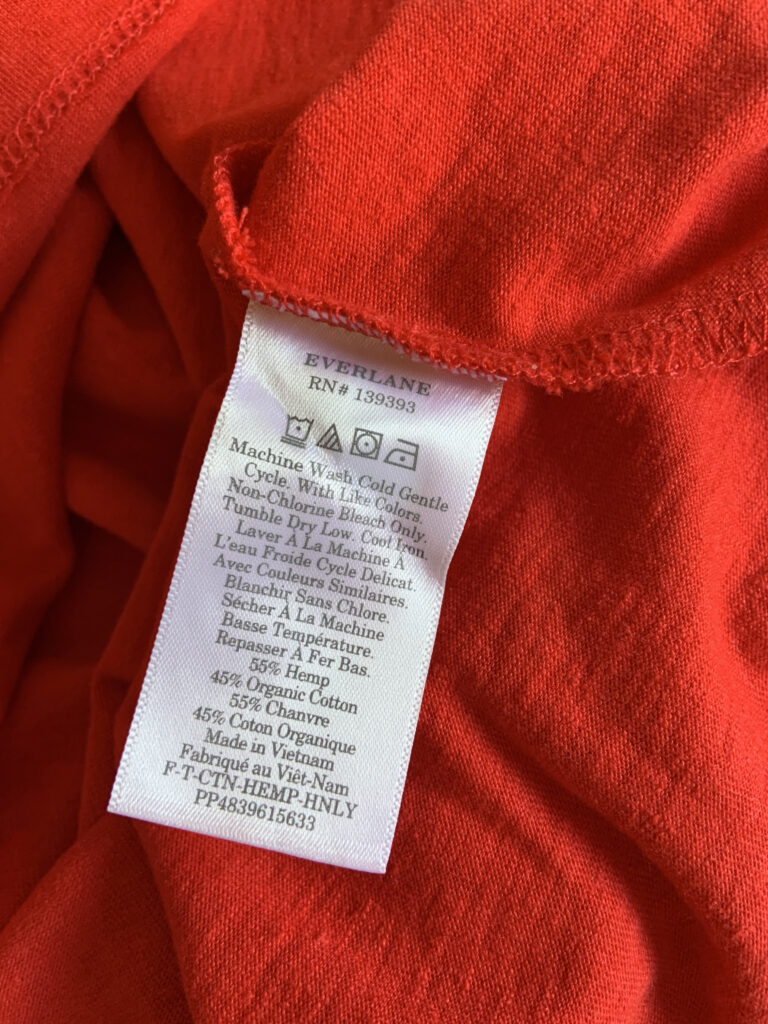 EVERLANE
RN# 139393
Machine Wash Cold Gentle
Cycle. With Like Colors.
Non-Chlorine Bleach Only.
Tumble Dry Low. Cool Iron.
Laver À La Machine À
L'eau Froide Cycle Delicat.
Avec Couleurs Similaires.
Blanchir Sans Chlore.
Sécher À La Machine
Basse Température.
Repasser À Fer Bas.
55% Hemp
45% Organic Cotton
55% Chanvre
45% Coton Organique
Made in Vietnam
Fabriqué au Viêt-Nam
F-T-CTN-HEMP-HNLY
PP4839615633